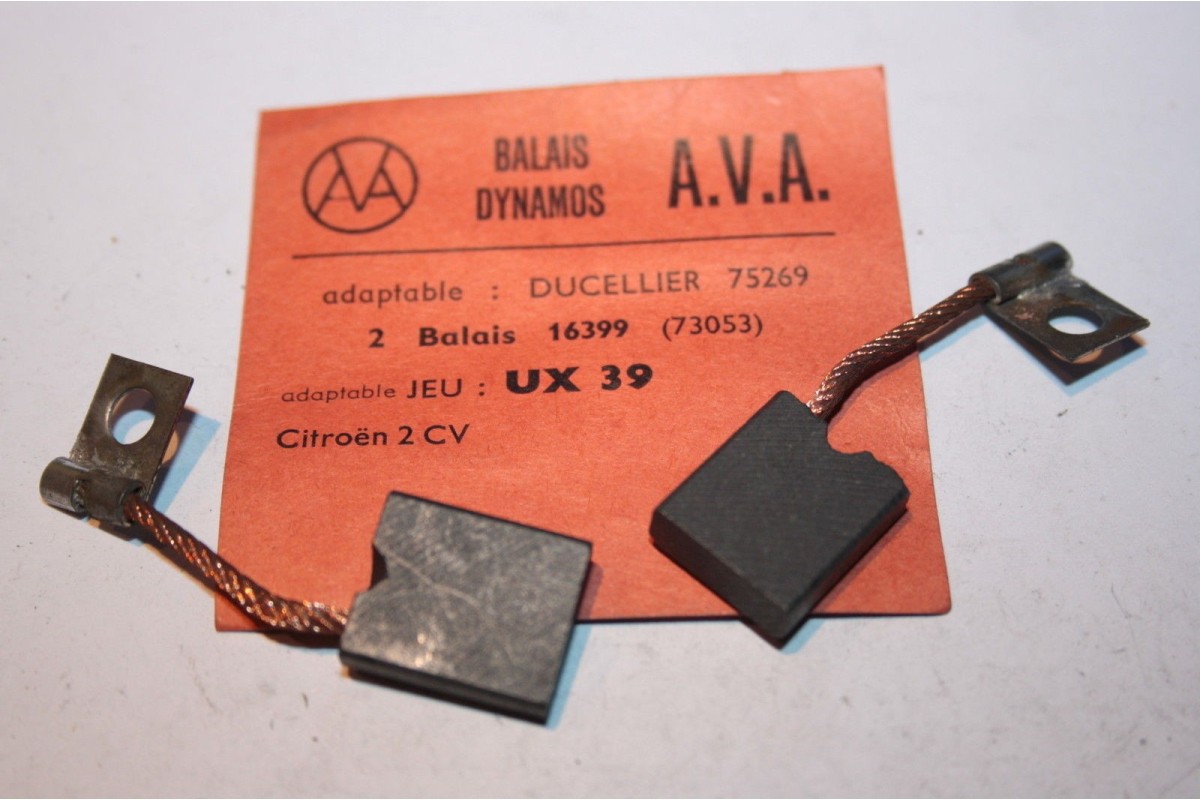 AVA
BALAIS
DYNAMOS
A.V.A.
adaptable : DUCELLIER 75269
2 Balais 16399 (73053)
adaptable JEU : UX 39
Citroën 2 CV